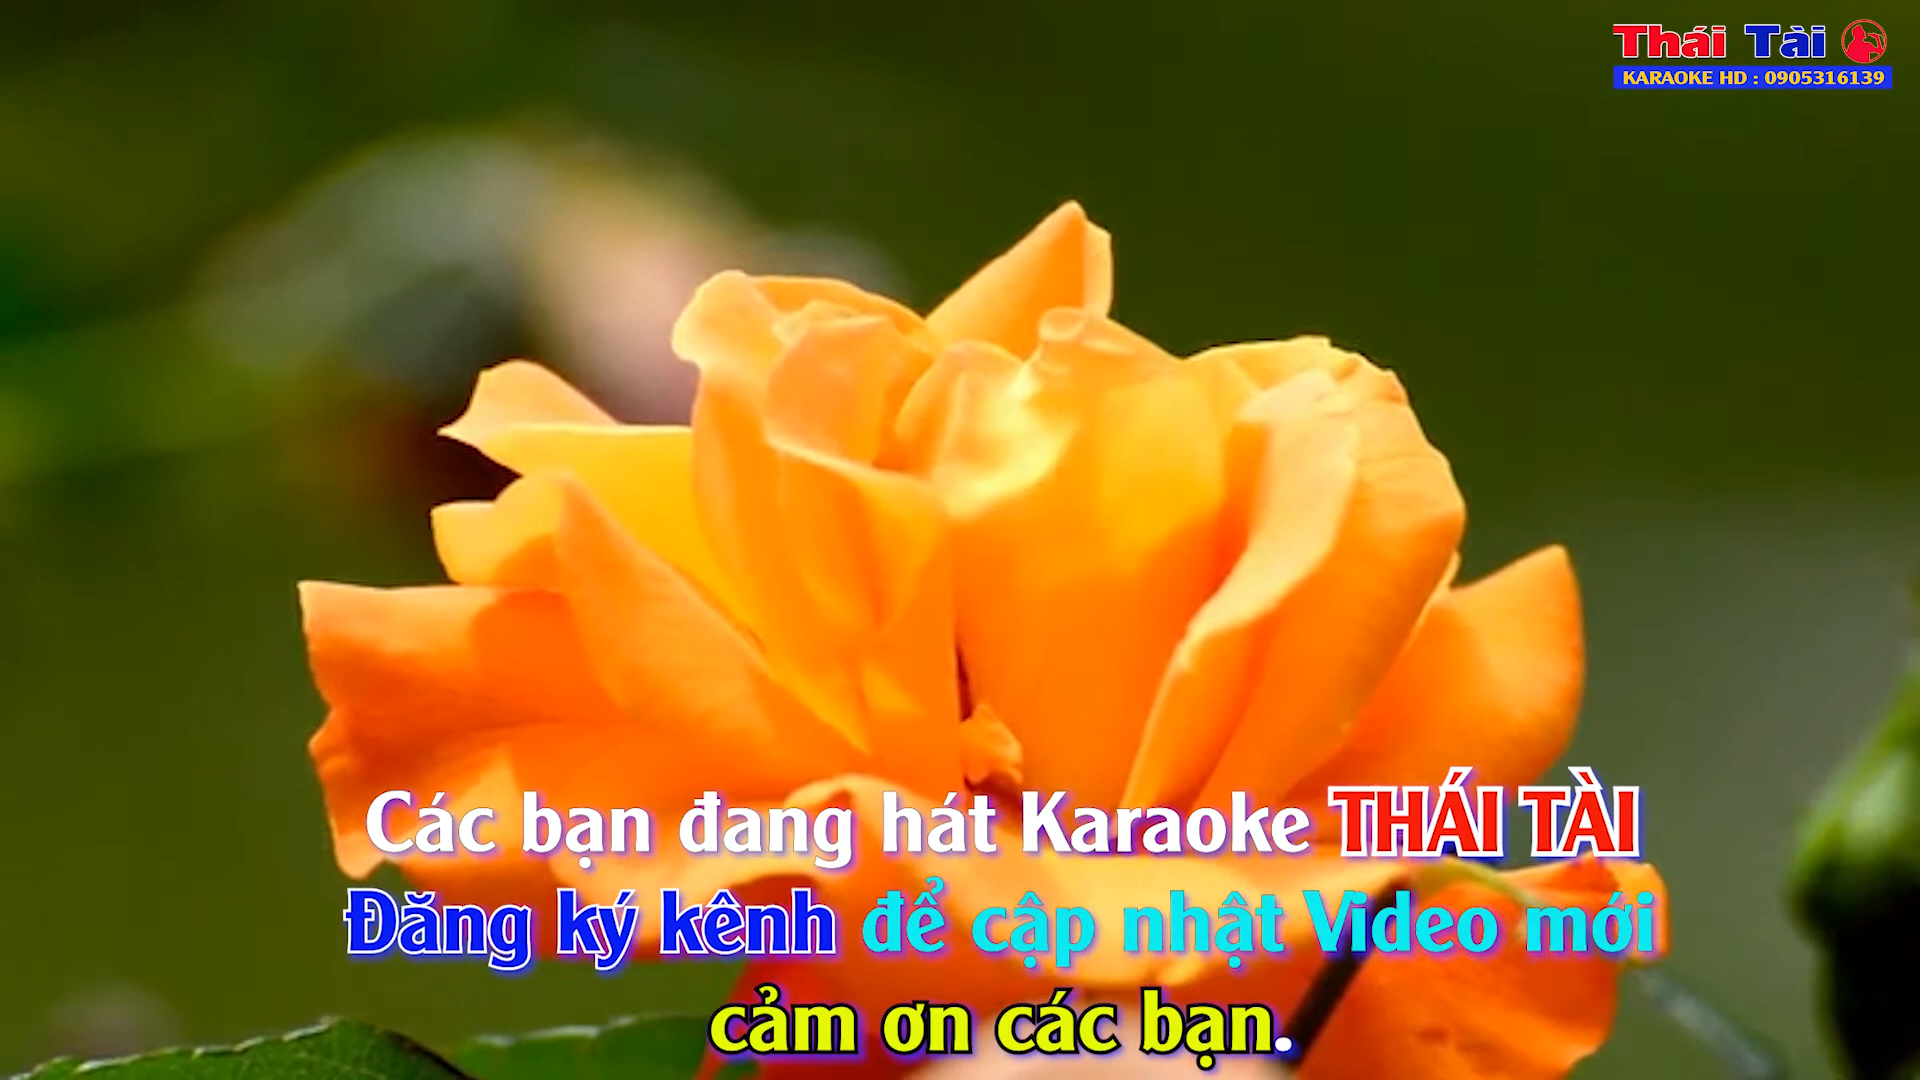 Thái Tài
KARAOKE HD : 0905316139
Các bạn đang hát Karaoke THÁI TÀI
Đăng ký kênh để cập nhật Video mới
cảm ơn các bạn.